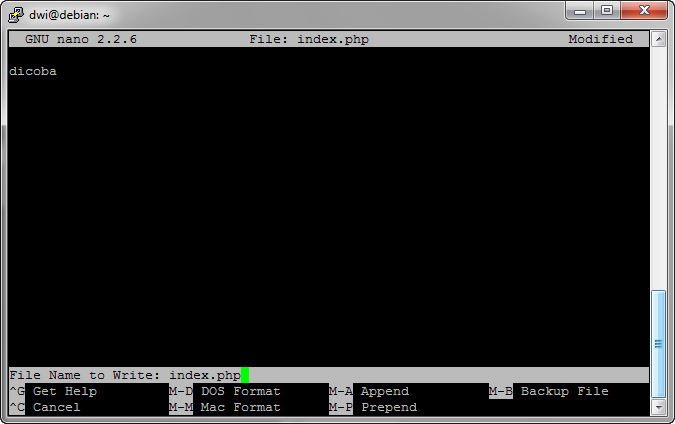 dwi@debian: ~
GNU nano 2.2.6 File: index.php Modified
dicoba
File Name to Write: index.php
^G Get Help M-D DOS Format M-A Append M-B Backup File
^C Cancel M-M Mac Format M-P Prepend